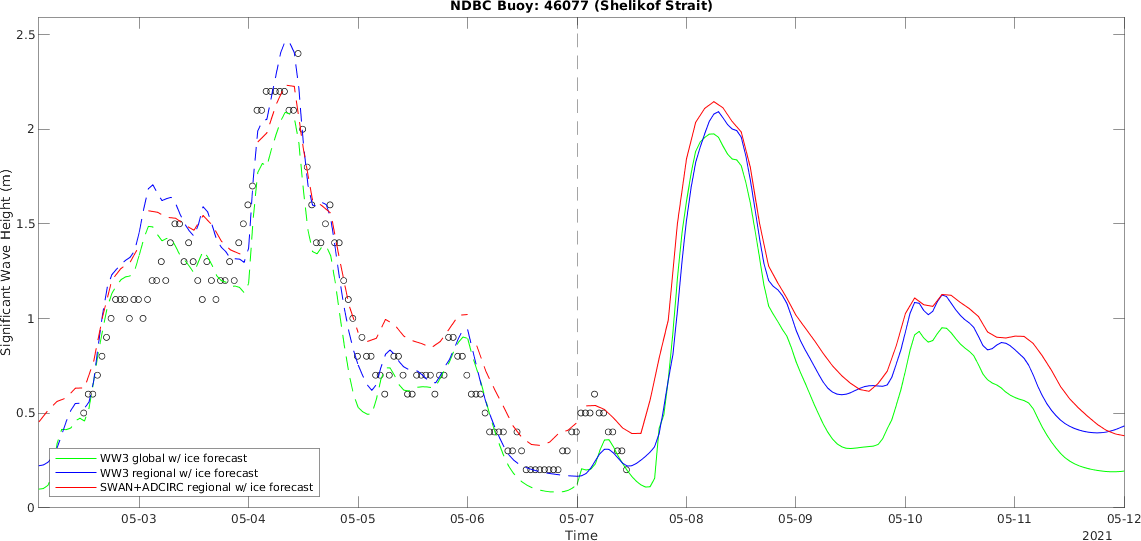 NDBC Buoy: 46077 (Shelikof Strait)
Significant Wave Height (m)
2.5
2
1.5
1
0.5
0
WW3 global w/ ice forecast
WW3 regional w/ ice forecast
SWAN+ADCIRC regional w/ ice forecast
05-03 05-04 05-05 05-06 05-07 05-08 05-09 05-10 05-11 05-12
Time
2021